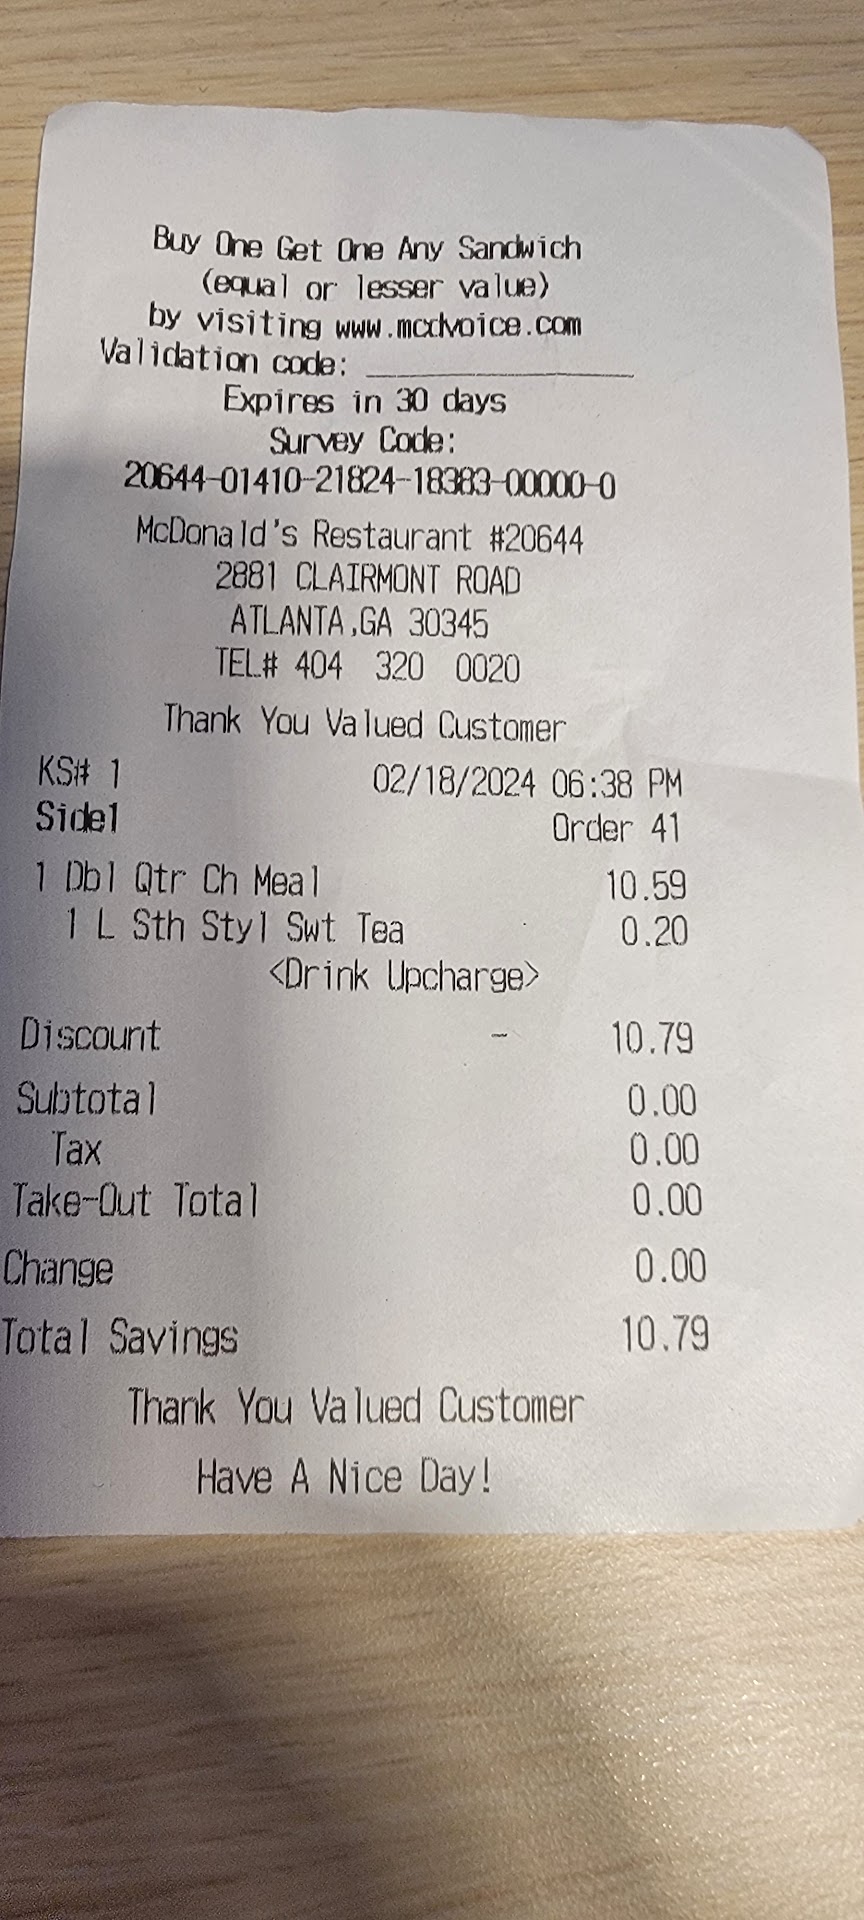 Buy One Get One Any Sandwich
(equal or lesser value)
by visiting www.mcdvoice.com
Validation code: _______________
Expires in 30 days
Survey Code:
20644-01410-21824-18383-00000-0
McDonald's Restaurant #20644
2881 CLAIRMONT ROAD
ATLANTA,GA 30345
TEL# 404 320 0020
Thank You Valued Customer
KS# 1 02/18/2024 06:38 PM
Side1 Order 41
1 Dbl Qtr Ch Meal 10.59
1 L Sth Styl Swt Tea 0.20
<Drink Upcharge>
Discount - 10.79
Subtotal 0.00
Tax 0.00
Take-Out Total 0.00
Change 0.00
Total Savings 10.79
Thank You Valued Customer
Have A Nice Day!